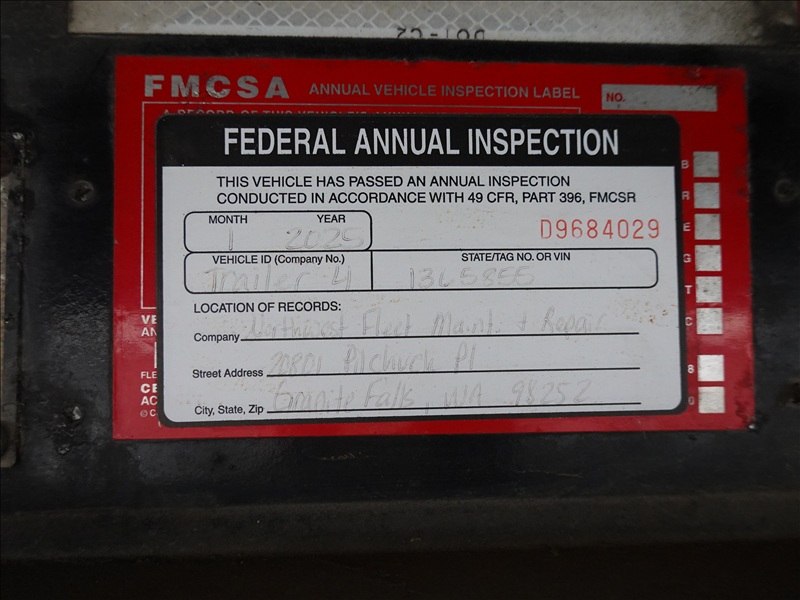 DOT-C2
FMCSA ANNUAL VEHICLE INSPECTION LABEL NO.
FEDERAL ANNUAL INSPECTION
THIS VEHICLE HAS PASSED AN ANNUAL INSPECTION
CONDUCTED IN ACCORDANCE WITH 49 CFR, PART 396, FMCSR
MONTH YEAR
1 2025 D9684029
VEHICLE ID (Company No.) STATE/TAG NO. OR VIN
Trailer 4 1365855
LOCATION OF RECORDS:
Company Northwest Fleet Maint. & Repair
Street Address 20801 Pilchuck Pl
City, State, Zip Granite Falls, WA 98252